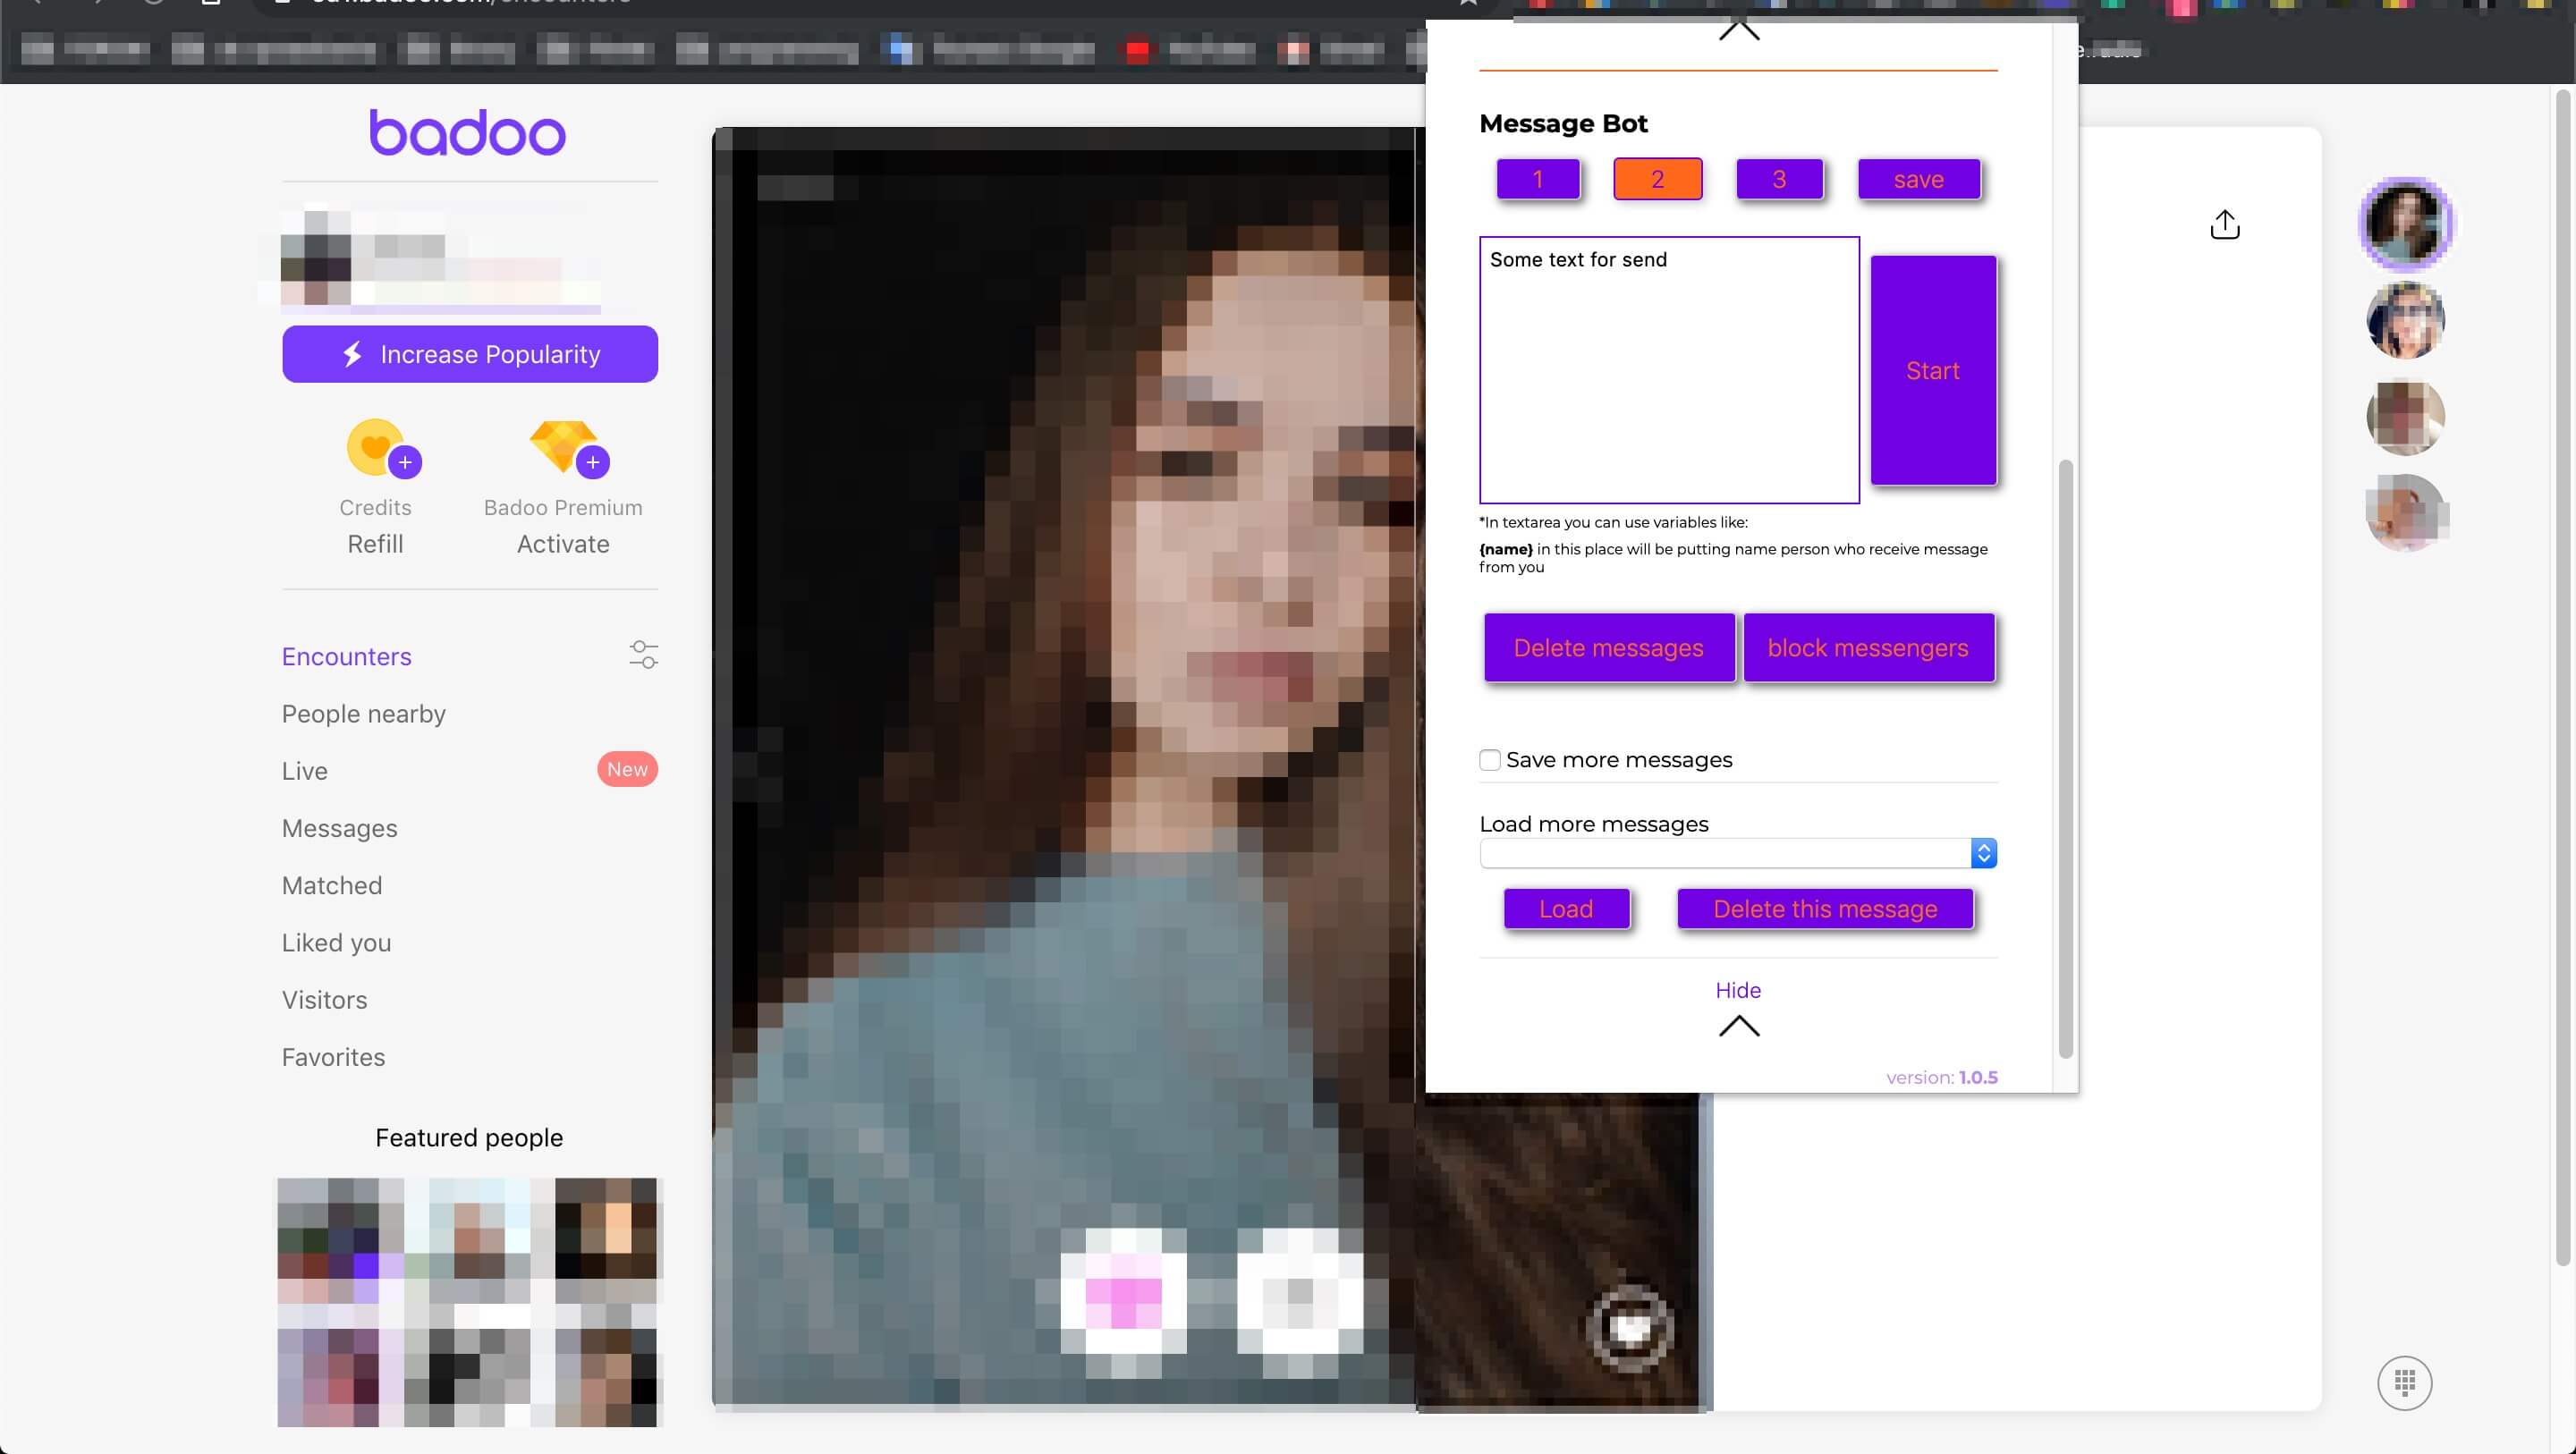 badoo
Increase Popularity
Credits
Refill
Badoo Premium
Activate
Encounters
People nearby
Live
New
Messages
Matched
Liked you
Visitors
Favorites
Featured people
Message Bot
1
2
3
save
Some text for send
Start
*In textarea you can use variables like:
{name} in this place will be putting name person who receive message
from you
Delete messages
block messengers
Save more messages
Load more messages
Load
Delete this message
Hide
version: 1.0.5